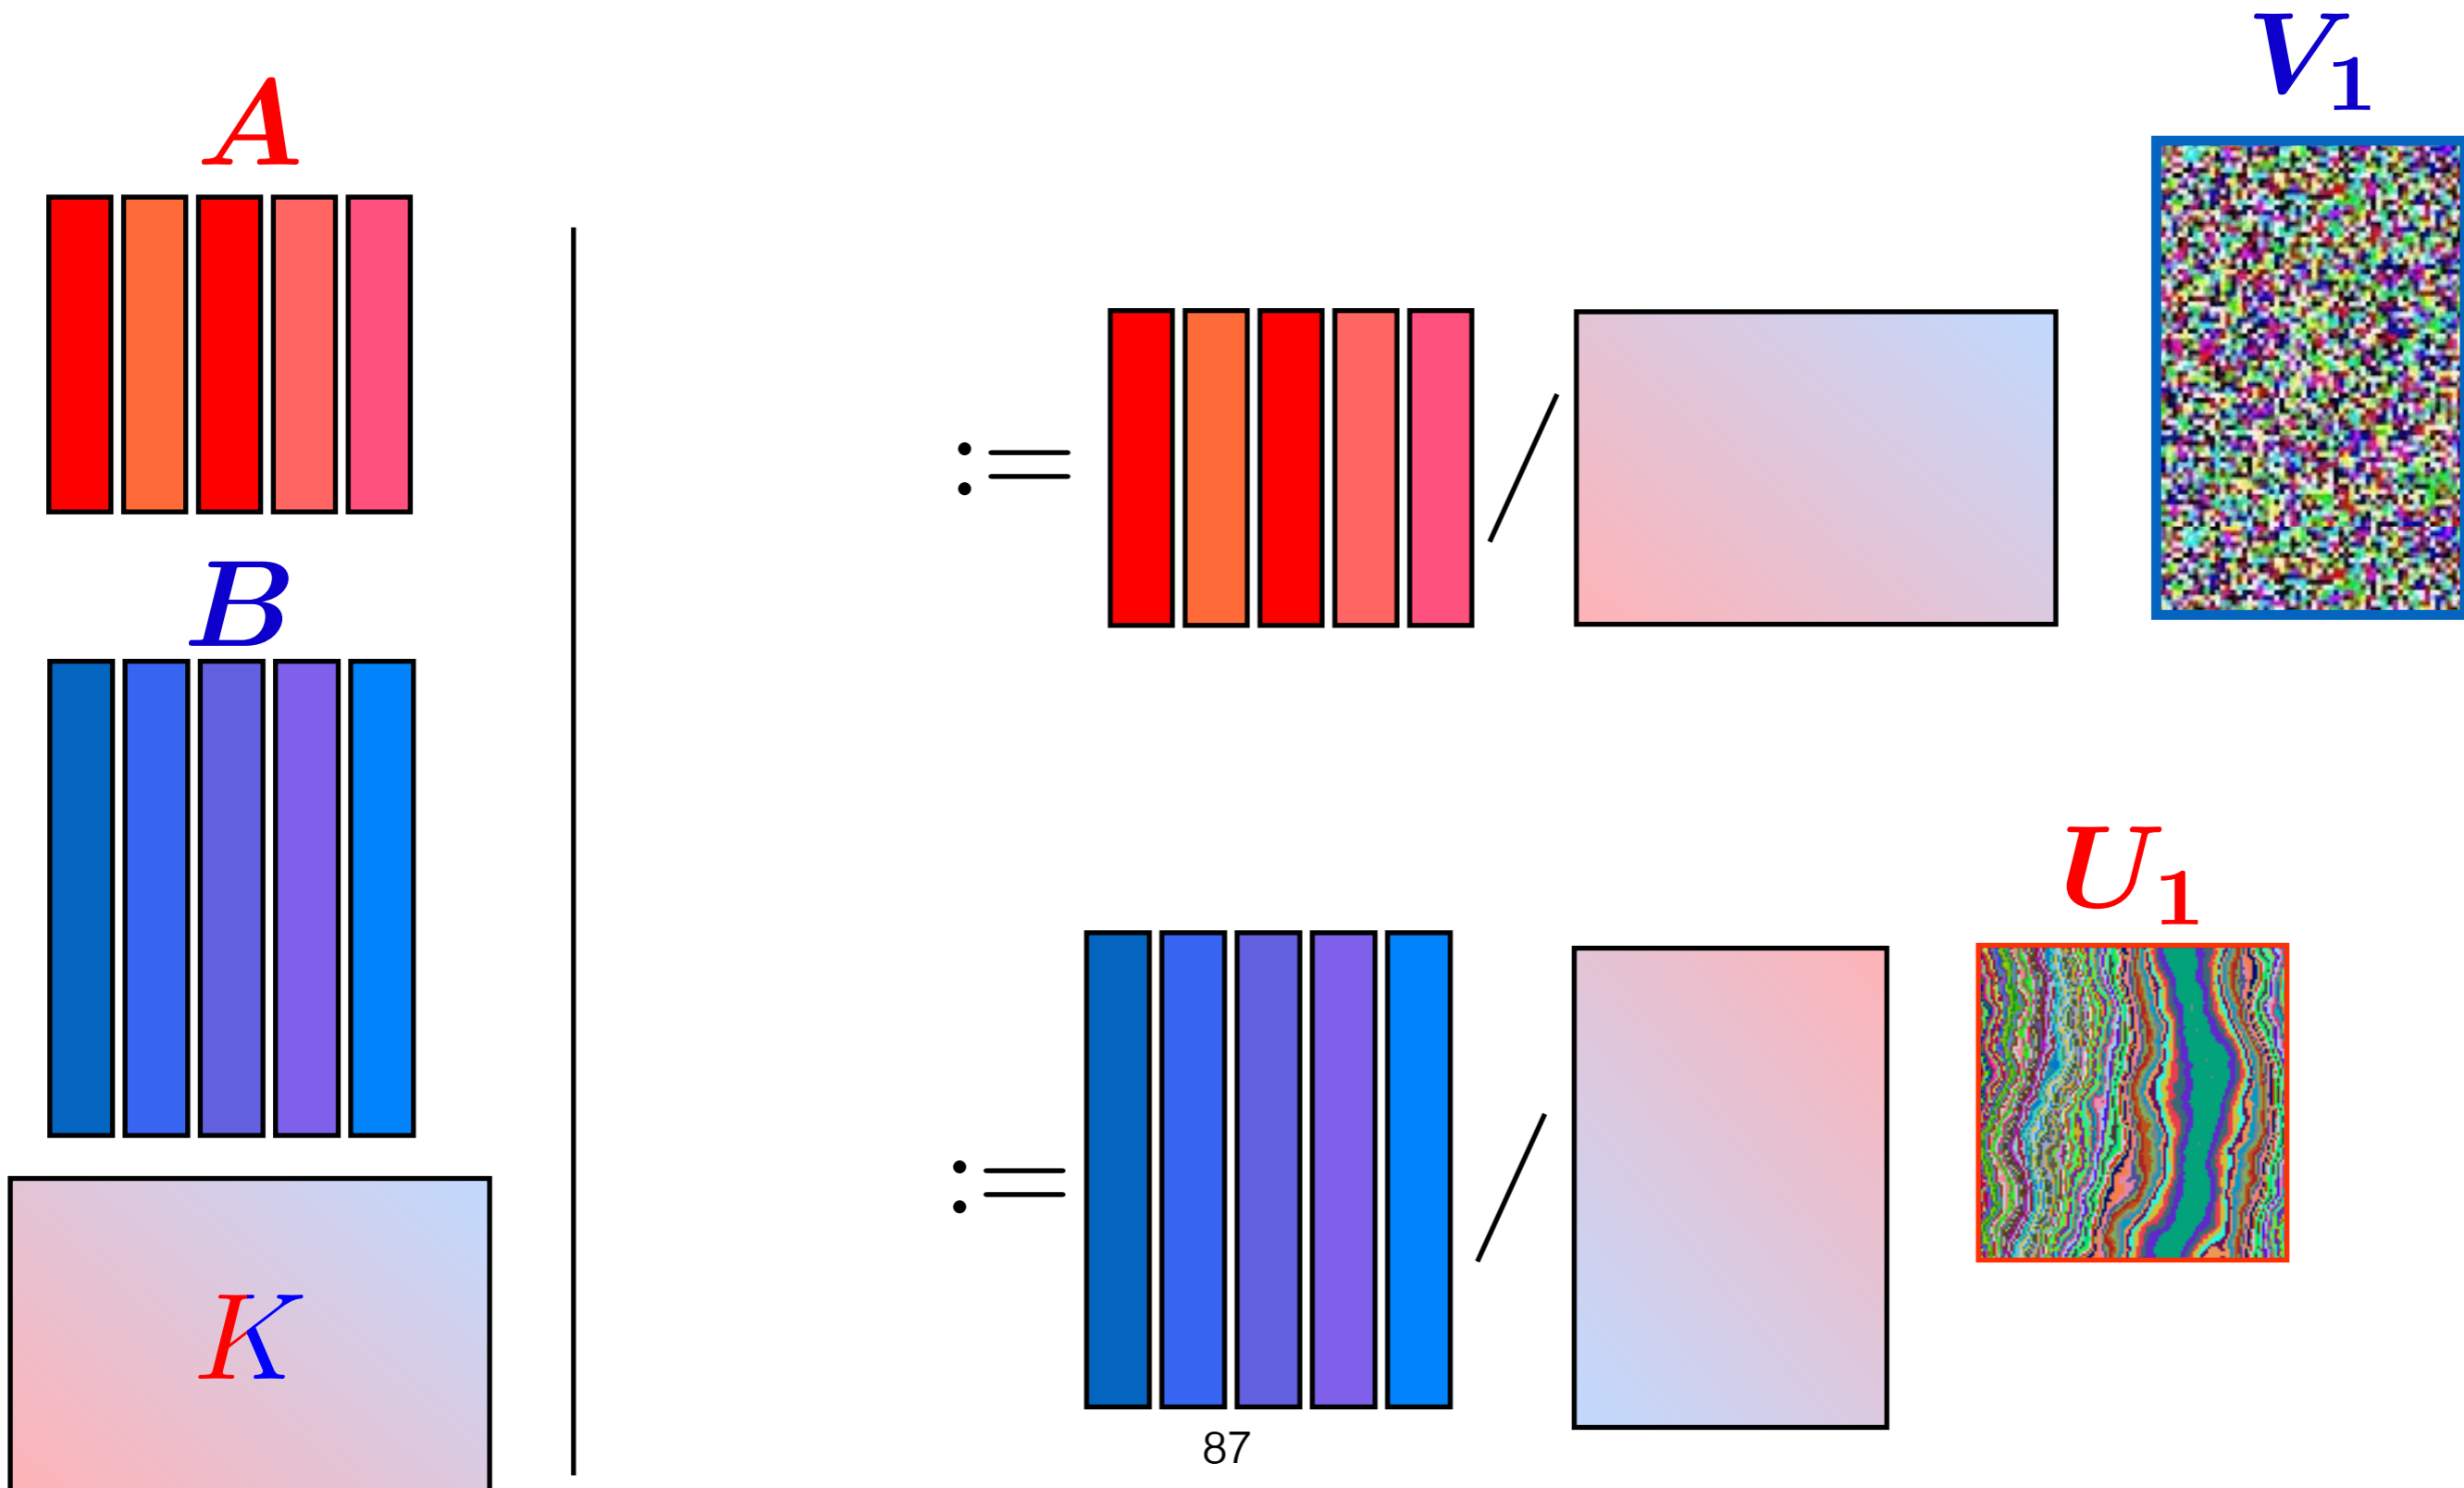 A
B
K
:=
/
V₁
:=
/
U₁
87